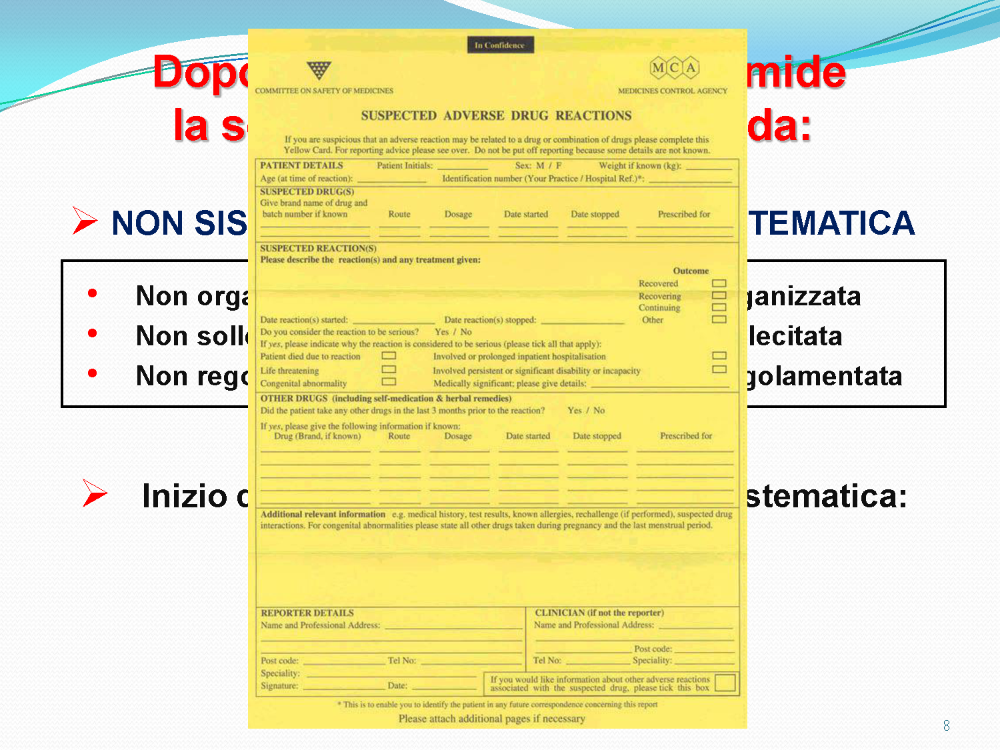 In Confidence
M C A
COMMITTEE ON SAFETY OF MEDICINES MEDICINES CONTROL AGENCY
SUSPECTED ADVERSE DRUG REACTIONS
If you are suspicious that an adverse reaction may be related to a drug or combination of drugs please complete this
Yellow Card. For reporting advice please see over. Do not be put off reporting because some details are not known.
PATIENT DETAILS Patient Initials: Sex: M / F Weight if known (kg):
Age (at time of reaction): Identification number (Your Practice / Hospital Ref.)*:
SUSPECTED DRUG(S)
Give brand name of drug and
batch number if known Route Dosage Date started Date stopped Prescribed for
SUSPECTED REACTION(S)
Please describe the reaction(s) and any treatment given:
Outcome
Recovered
Recovering
Continuing
Date reaction(s) started: Date reaction(s) stopped: Other
Do you consider the reaction to be serious? Yes / No
If yes, please indicate why the reaction is considered to be serious (please tick all that apply):
Patient died due to reaction Involved or prolonged inpatient hospitalisation
Life threatening Involved persistent or significant disability or incapacity
Congenital abnormality Medically significant; please give details:
OTHER DRUGS (including self-medication & herbal remedies)
Did the patient take any other drugs in the last 3 months prior to the reaction? Yes / No
If yes, please give the following information if known:
Drug (Brand, if known) Route Dosage Date started Date stopped Prescribed for
Additional relevant information e.g. medical history, test results, known allergies, rechallenge (if performed), suspected drug
interactions. For congenital abnormalities please state all other drugs taken during pregnancy and the last menstrual period.
REPORTER DETAILS CLINICIAN (if not the reporter)
Name and Professional Address: Name and Professional Address:
Post code:
Post code: Tel No: Tel No: Speciality:
Speciality:
If you would like information about other adverse reactions
associated with the suspected drug, please tick this box
Signature: Date:
* This is to enable you to identify the patient in any future correspondence concerning this report
Please attach additional pages if necessary
la da:
NON SIS TEMATICA
Non
Non
Non
Inizio
8